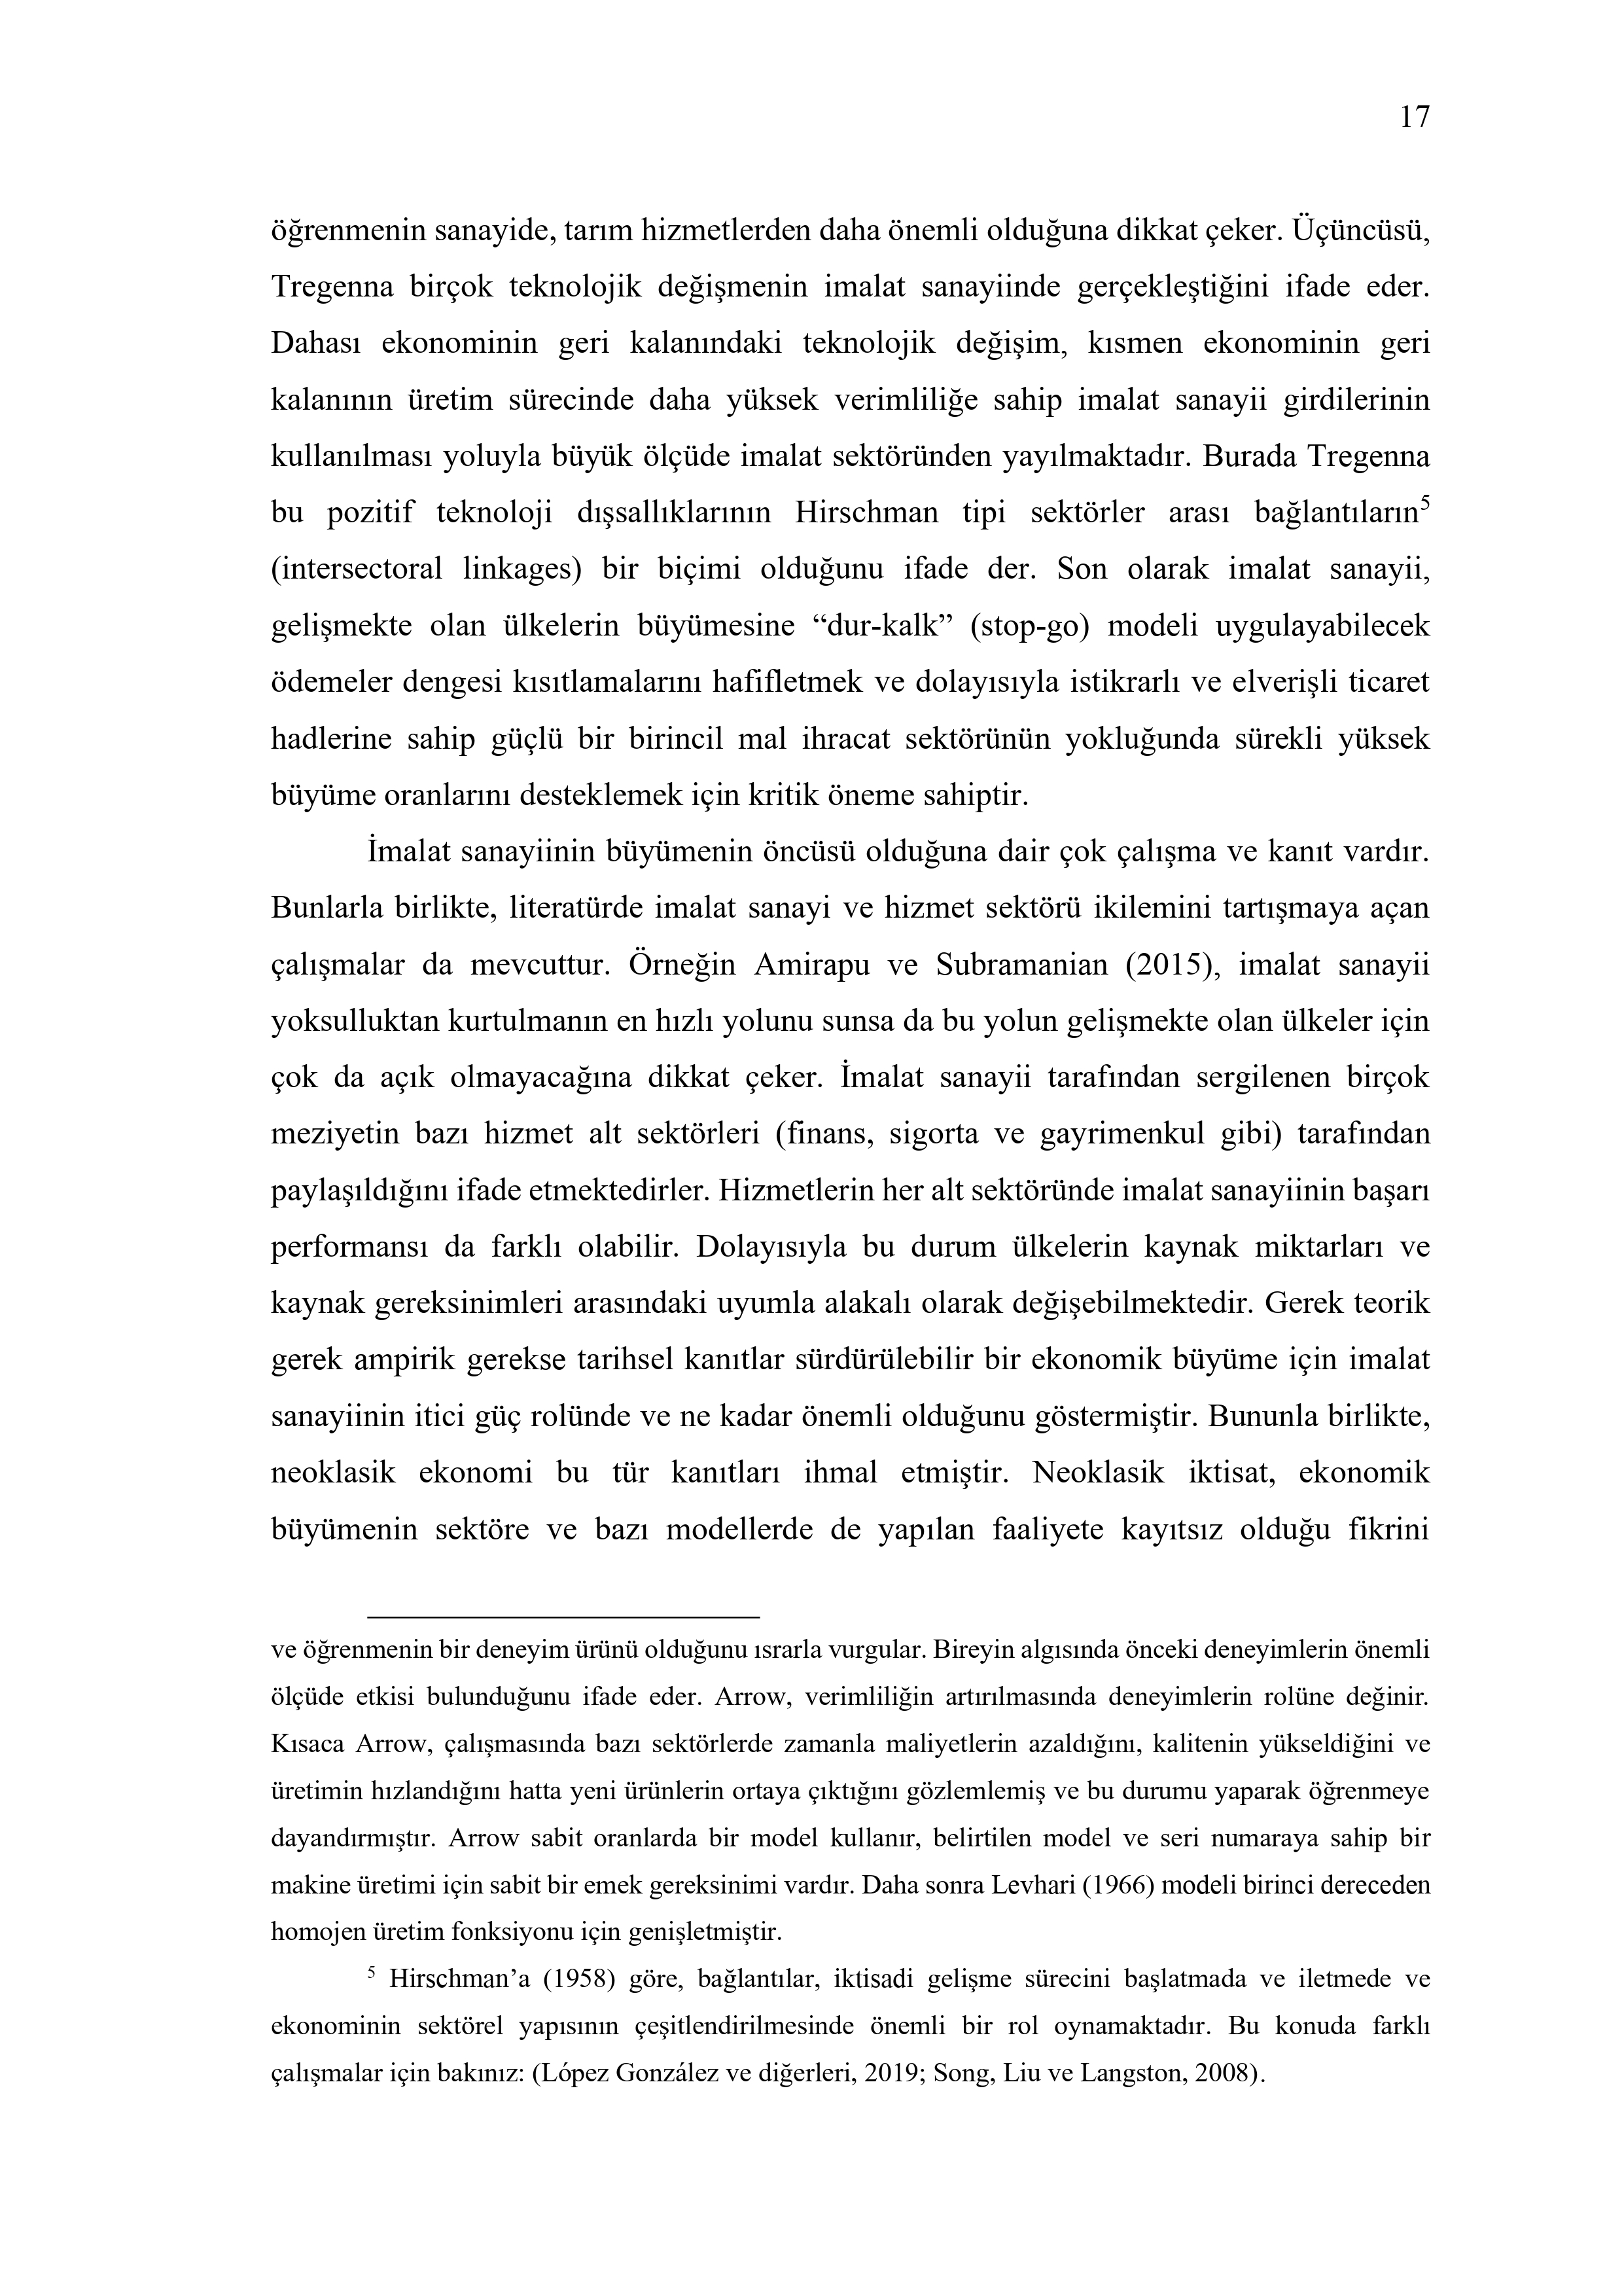 17
öğrenmenin sanayide, tarım hizmetlerden daha önemli olduğuna dikkat çeker. Üçüncüsü,
Tregenna birçok teknolojik değişmenin imalat sanayiinde gerçekleştiğini ifade eder.
Dahası ekonominin geri kalanındaki teknolojik değişim, kısmen ekonominin geri
kalanının üretim sürecinde daha yüksek verimliliğe sahip imalat sanayii girdilerinin
kullanılması yoluyla büyük ölçüde imalat sektöründen yayılmaktadır. Burada Tregenna
bu pozitif teknoloji dışsallıklarının Hirschman tipi sektörler arası bağlantıların⁵
(intersectoral linkages) bir biçimi olduğunu ifade der. Son olarak imalat sanayii,
gelişmekte olan ülkelerin büyümesine “dur-kalk” (stop-go) modeli uygulayabilecek
ödemeler dengesi kısıtlamalarını hafifletmek ve dolayısıyla istikrarlı ve elverişli ticaret
hadlerine sahip güçlü bir birincil mal ihracat sektörünün yokluğunda sürekli yüksek
büyüme oranlarını desteklemek için kritik öneme sahiptir.
İmalat sanayiinin büyümenin öncüsü olduğuna dair çok çalışma ve kanıt vardır.
Bunlarla birlikte, literatürde imalat sanayi ve hizmet sektörü ikilemini tartışmaya açan
çalışmalar da mevcuttur. Örneğin Amirapu ve Subramanian (2015), imalat sanayii
yoksulluktan kurtulmanın en hızlı yolunu sunsa da bu yolun gelişmekte olan ülkeler için
çok da açık olmayacağına dikkat çeker. İmalat sanayii tarafından sergilenen birçok
meziyetin bazı hizmet alt sektörleri (finans, sigorta ve gayrimenkul gibi) tarafından
paylaşıldığını ifade etmektedirler. Hizmetlerin her alt sektöründe imalat sanayiinin başarı
performansı da farklı olabilir. Dolayısıyla bu durum ülkelerin kaynak miktarları ve
kaynak gereksinimleri arasındaki uyumla alakalı olarak değişebilmektedir. Gerek teorik
gerek ampirik gerekse tarihsel kanıtlar sürdürülebilir bir ekonomik büyüme için imalat
sanayiinin itici güç rolünde ve ne kadar önemli olduğunu göstermiştir. Bununla birlikte,
neoklasik ekonomi bu tür kanıtları ihmal etmiştir. Neoklasik iktisat, ekonomik
büyümenin sektöre ve bazı modellerde de yapılan faaliyete kayıtsız olduğu fikrini
ve öğrenmenin bir deneyim ürünü olduğunu ısrarla vurgular. Bireyin algısında önceki deneyimlerin önemli
ölçüde etkisi bulunduğunu ifade eder. Arrow, verimliliğin artırılmasında deneyimlerin rolüne değinir.
Kısaca Arrow, çalışmasında bazı sektörlerde zamanla maliyetlerin azaldığını, kalitenin yükseldiğini ve
üretimin hızlandığını hatta yeni ürünlerin ortaya çıktığını gözlemlemiş ve bu durumu yaparak öğrenmeye
dayandırmıştır. Arrow sabit oranlarda bir model kullanır, belirtilen model ve seri numaraya sahip bir
makine üretimi için sabit bir emek gereksinimi vardır. Daha sonra Levhari (1966) modeli birinci dereceden
homojen üretim fonksiyonu için genişletmiştir.
⁵ Hirschman’a (1958) göre, bağlantılar, iktisadi gelişme sürecini başlatmada ve iletmede ve
ekonominin sektörel yapısının çeşitlendirilmesinde önemli bir rol oynamaktadır. Bu konuda farklı
çalışmalar için bakınız: (López González ve diğerleri, 2019; Song, Liu ve Langston, 2008).